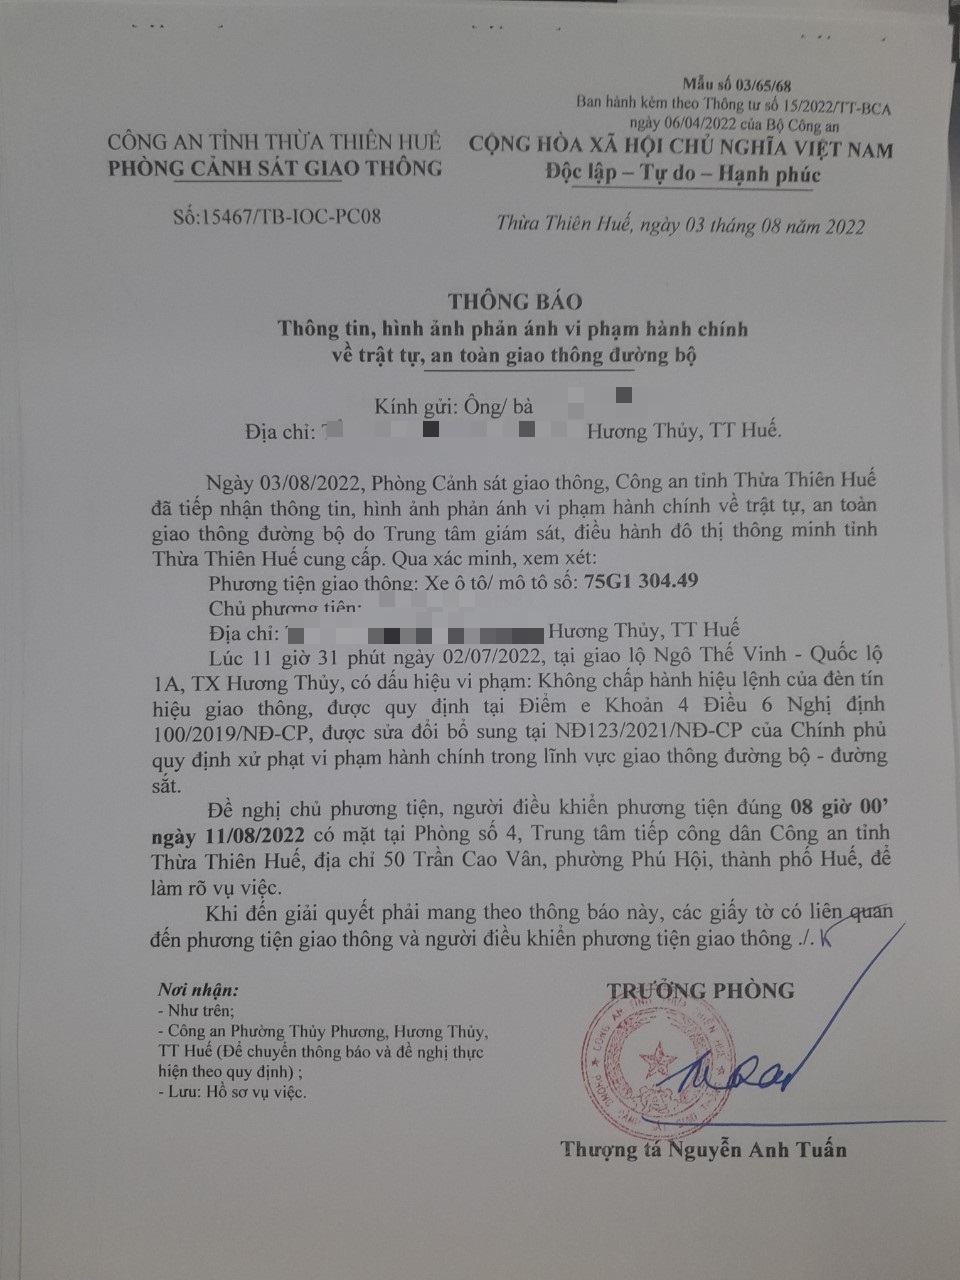 Mẫu số 03/65/68
Ban hành kèm theo Thông tư số 15/2022/TT-BCA
ngày 06/04/2022 của Bộ Công an
CÔNG AN TỈNH THỪA THIÊN HUẾ
CỘNG HÒA XÃ HỘI CHỦ NGHĨA VIỆT NAM
PHÒNG CẢNH SÁT GIAO THÔNG
Độc lập – Tự do – Hạnh phúc
Số:15467/TB-IOC-PC08
Thừa Thiên Huế, ngày 03 tháng 08 năm 2022
THÔNG BÁO
Thông tin, hình ảnh phản ánh vi phạm hành chính
về trật tự, an toàn giao thông đường bộ
Kính gửi: Ông/ bà
Địa chỉ: Hương Thủy, TT Huế.
Ngày 03/08/2022, Phòng Cảnh sát giao thông, Công an tỉnh Thừa Thiên Huế
đã tiếp nhận thông tin, hình ảnh phản ánh vi phạm hành chính về trật tự, an toàn
giao thông đường bộ do Trung tâm giám sát, điều hành đô thị thông minh tỉnh
Thừa Thiên Huế cung cấp. Qua xác minh, xem xét:
Phương tiện giao thông: Xe ô tô/ mô tô số: 75G1 304.49
Chủ phương tiện:
Địa chỉ: Hương Thủy, TT Huế
Lúc 11 giờ 31 phút ngày 02/07/2022, tại giao lộ Ngô Thế Vinh - Quốc lộ
1A, TX Hương Thủy, có dấu hiệu vi phạm: Không chấp hành hiệu lệnh của đèn tín
hiệu giao thông, được quy định tại Điểm e Khoản 4 Điều 6 Nghị định
100/2019/NĐ-CP, được sửa đổi bổ sung tại NĐ123/2021/NĐ-CP của Chính phủ
quy định xử phạt vi phạm hành chính trong lĩnh vực giao thông đường bộ - đường
sắt.
Đề nghị chủ phương tiện, người điều khiển phương tiện đúng 08 giờ 00’
ngày 11/08/2022 có mặt tại Phòng số 4, Trung tâm tiếp công dân Công an tỉnh
Thừa Thiên Huế, địa chỉ 50 Trần Cao Vân, phường Phú Hội, thành phố Huế, để
làm rõ vụ việc.
Khi đến giải quyết phải mang theo thông báo này, các giấy tờ có liên quan
đến phương tiện giao thông và người điều khiển phương tiện giao thông ./.
Nơi nhận:
- Như trên;
- Công an Phường Thủy Phương, Hương Thủy,
TT Huế (Để chuyển thông báo và đề nghị thực
hiện theo quy định) ;
- Lưu: Hồ sơ vụ việc.
TRƯỞNG PHÒNG
Thượng tá Nguyễn Anh Tuấn